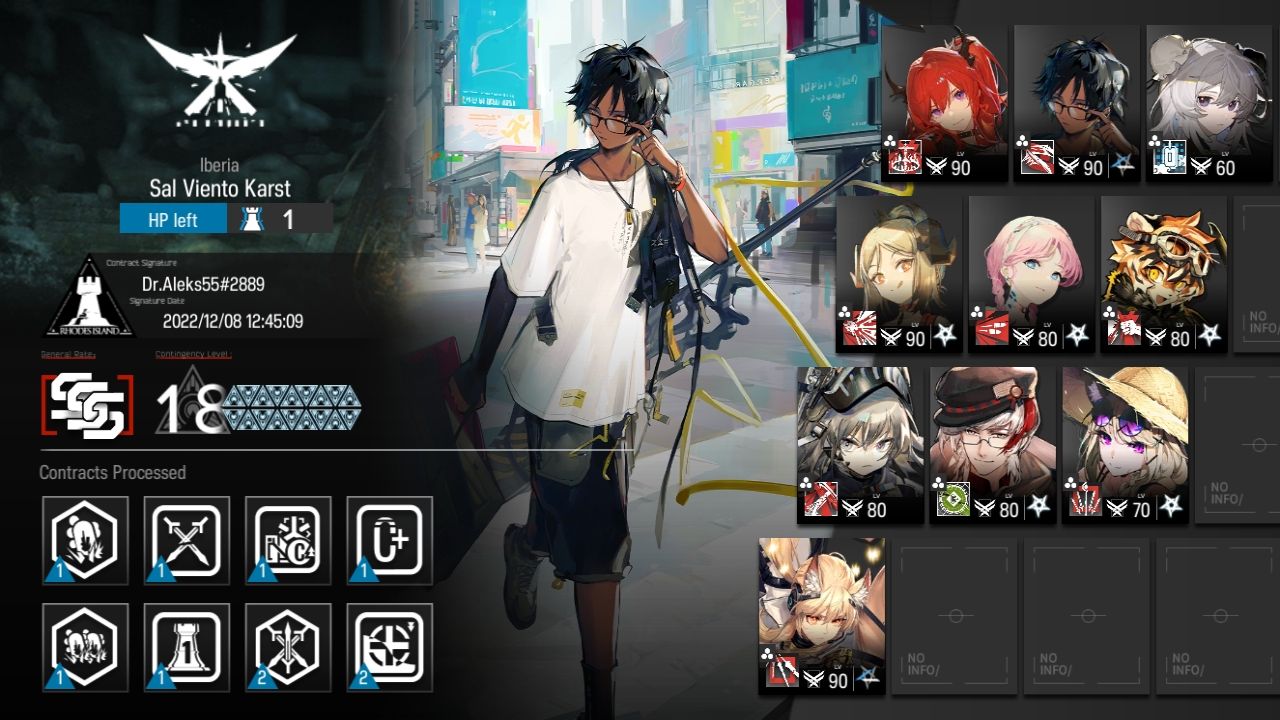 Iberia
Sal Viento Karst
HP left 1
Contract Signature
Dr.Aleks55#2889
Signature Date
2022/12/08 12:45:09
RHODES ISLAND
General Rate:
Contingency Level:
SSS
18
Contracts Processed
1 1 1 1
1 1 2 2
LV 90
LV 90
LV 60
LV 90
LV 80
LV 80
NO INFO/
LV 80
LV 80
LV 70
NO INFO/
LV 90
NO INFO/
NO INFO/
NO INFO/